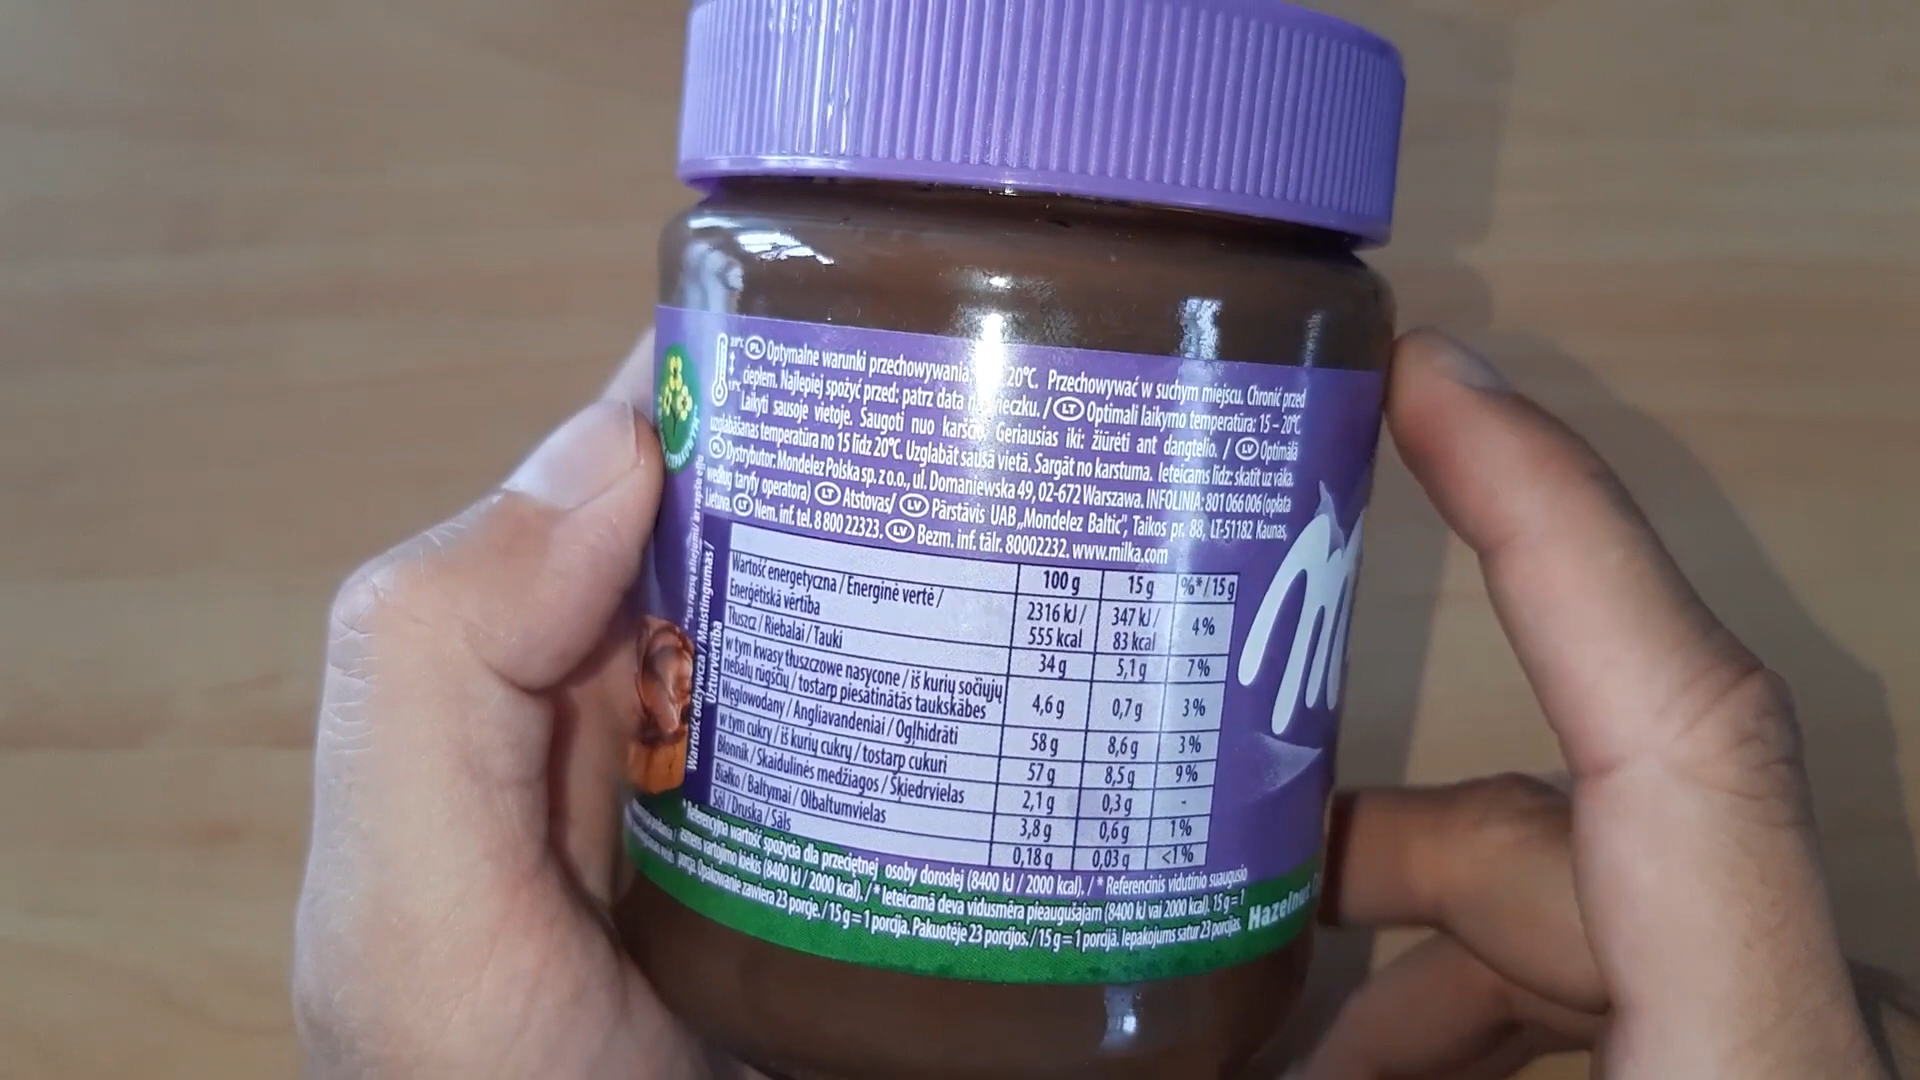 20°C
15°C
PL Optymalne warunki przechowywania 20°C. Przechowywać w suchym miejscu. Chronić przed
ciepłem. Najlepiej spożyć przed: patrz data wieczku. / LT Optimali laikymo temperatūra: 15 – 20°C.
Laikyti sausoje vietoje. Saugoti nuo karščio. Geriausias iki: žiūrėti ant dangtelio. / LV Optimālā
uzglabāšanas temperatūra no 15 līdz 20°C. Uzglabāt sausā vietā. Sargāt no karstuma. Ieteicams līdz: skatīt uz vāka.
PL Dystrybutor: Mondelez Polska sp. z o.o., ul. Domaniewska 49, 02-672 Warszawa. INFOLINIA: 801 066 006 (opłata
według taryfy operatora) LT Atstovas/ LV Pārstāvis UAB „Mondelez Baltic", Taikos pr. 88, LT-51182 Kaunas,
Lietuva. LT Nem. inf. tel. 8 800 22323. LV Bezm. inf. tālr. 80002232. www.milka.com
Wartość odżywcza / Maistingumas /
Uzturvērtība
100 g 15 g %*/15 g
Wartość energetyczna / Energinė vertė /
Enerģētiskā vērtība
2316 kJ / 347 kJ / 4 %
555 kcal 83 kcal
Tłuszcz / Riebalai / Tauki 34 g 5,1 g 7 %
w tym kwasy tłuszczowe nasycone / iš kurių sočiųjų
riebalų rūgščių / tostarp piesātinātās taukskābes 4,6 g 0,7 g 3 %
Węglowodany / Angliavandeniai / Ogļhidrāti 58 g 8,6 g 3 %
w tym cukry / iš kurių cukrų / tostarp cukuri 57 g 8,5 g 9 %
Błonnik / Skaidulinės medžiagos / Šķiedrvielas 2,1 g 0,3 g -
Białko / Baltymai / Olbaltumvielas 3,8 g 0,6 g 1 %
Sól / Druska / Sāls 0,18 g 0,03 g <1 %
* Referencyjna wartość spożycia dla przeciętnej osoby dorosłej (8400 kJ / 2000 kcal). / * Referencinis vidutinio suaugusio
asmens vartojimo kiekis (8400 kJ / 2000 kcal). / * Ieteicamā deva vidusmēra pieaugušajam (8400 kJ vai 2000 kcal). 15 g = 1
porcja. Opakowanie zawiera 23 porcje. / 15 g = 1 porcija. Pakuotėje 23 porcijos. / 15 g = 1 porcija. Iepakojums satur 23 porcijas.
Hazelnut